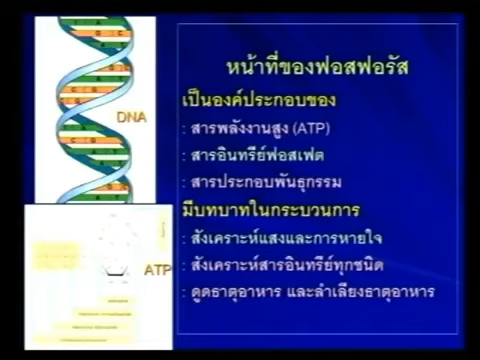 หน้าที่ของฟอสฟอรัส
เป็นองค์ประกอบของ
: สารพลังงานสูง (ATP)
: สารอินทรีย์ฟอสเฟต
: สารประกอบพันธุกรรม
มีบทบาทในกระบวนการ
: สังเคราะห์แสงและการหายใจ
: สังเคราะห์สารอินทรีย์ทุกชนิด
: ดูดธาตุอาหาร และลำเลียงธาตุอาหาร
DNA
ATP